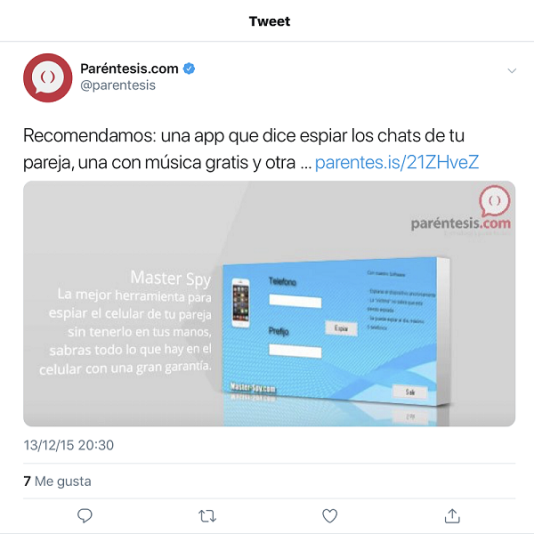 Tweet
Paréntesis.com
@parentesis
Recomendamos: una app que dice espiar los chats de tu
pareja, una con música gratis y otra ... parentes.is/21ZHveZ
paréntesis.com
Master Spy
La mejor herramienta para
espiar el celular de tu pareja
sin tenerlo en tus manos,
sabras todo lo que hay en el
celular con una gran garantía.
Telefono
Prefijo
Espiar
Con nuestro Software
Master-Spy.com
Salir
13/12/15 20:30
7 Me gusta